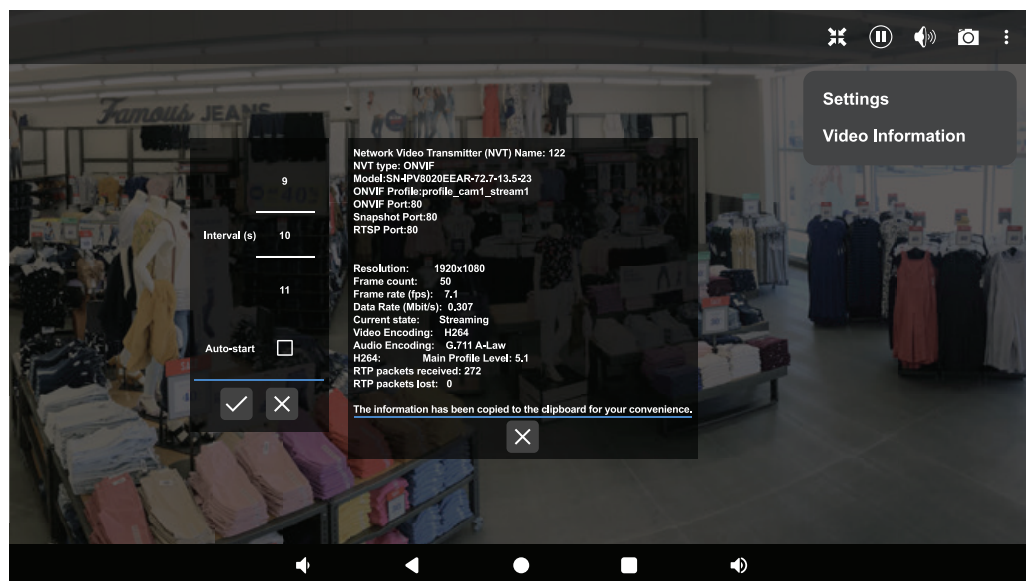 Settings
Video Information
Famous JEANS
9
Interval (s) 10
11
Auto-start
Network Video Transmitter (NVT) Name: 122
NVT type: ONVIF
Model:SN-IPV8020EEAR-72.7-13.5-23
ONVIF Profile:profile_cam1_stream1
ONVIF Port:80
Snapshot Port:80
RTSP Port:80
Resolution: 1920x1080
Frame count: 50
Frame rate (fps): 7.1
Data Rate (Mbit/s): 0.307
Current state: Streaming
Video Encoding: H264
Audio Encoding: G.711 A-Law
H264: Main Profile Level: 5.1
RTP packets received: 272
RTP packets lost: 0
The information has been copied to the clipboard for your convenience.